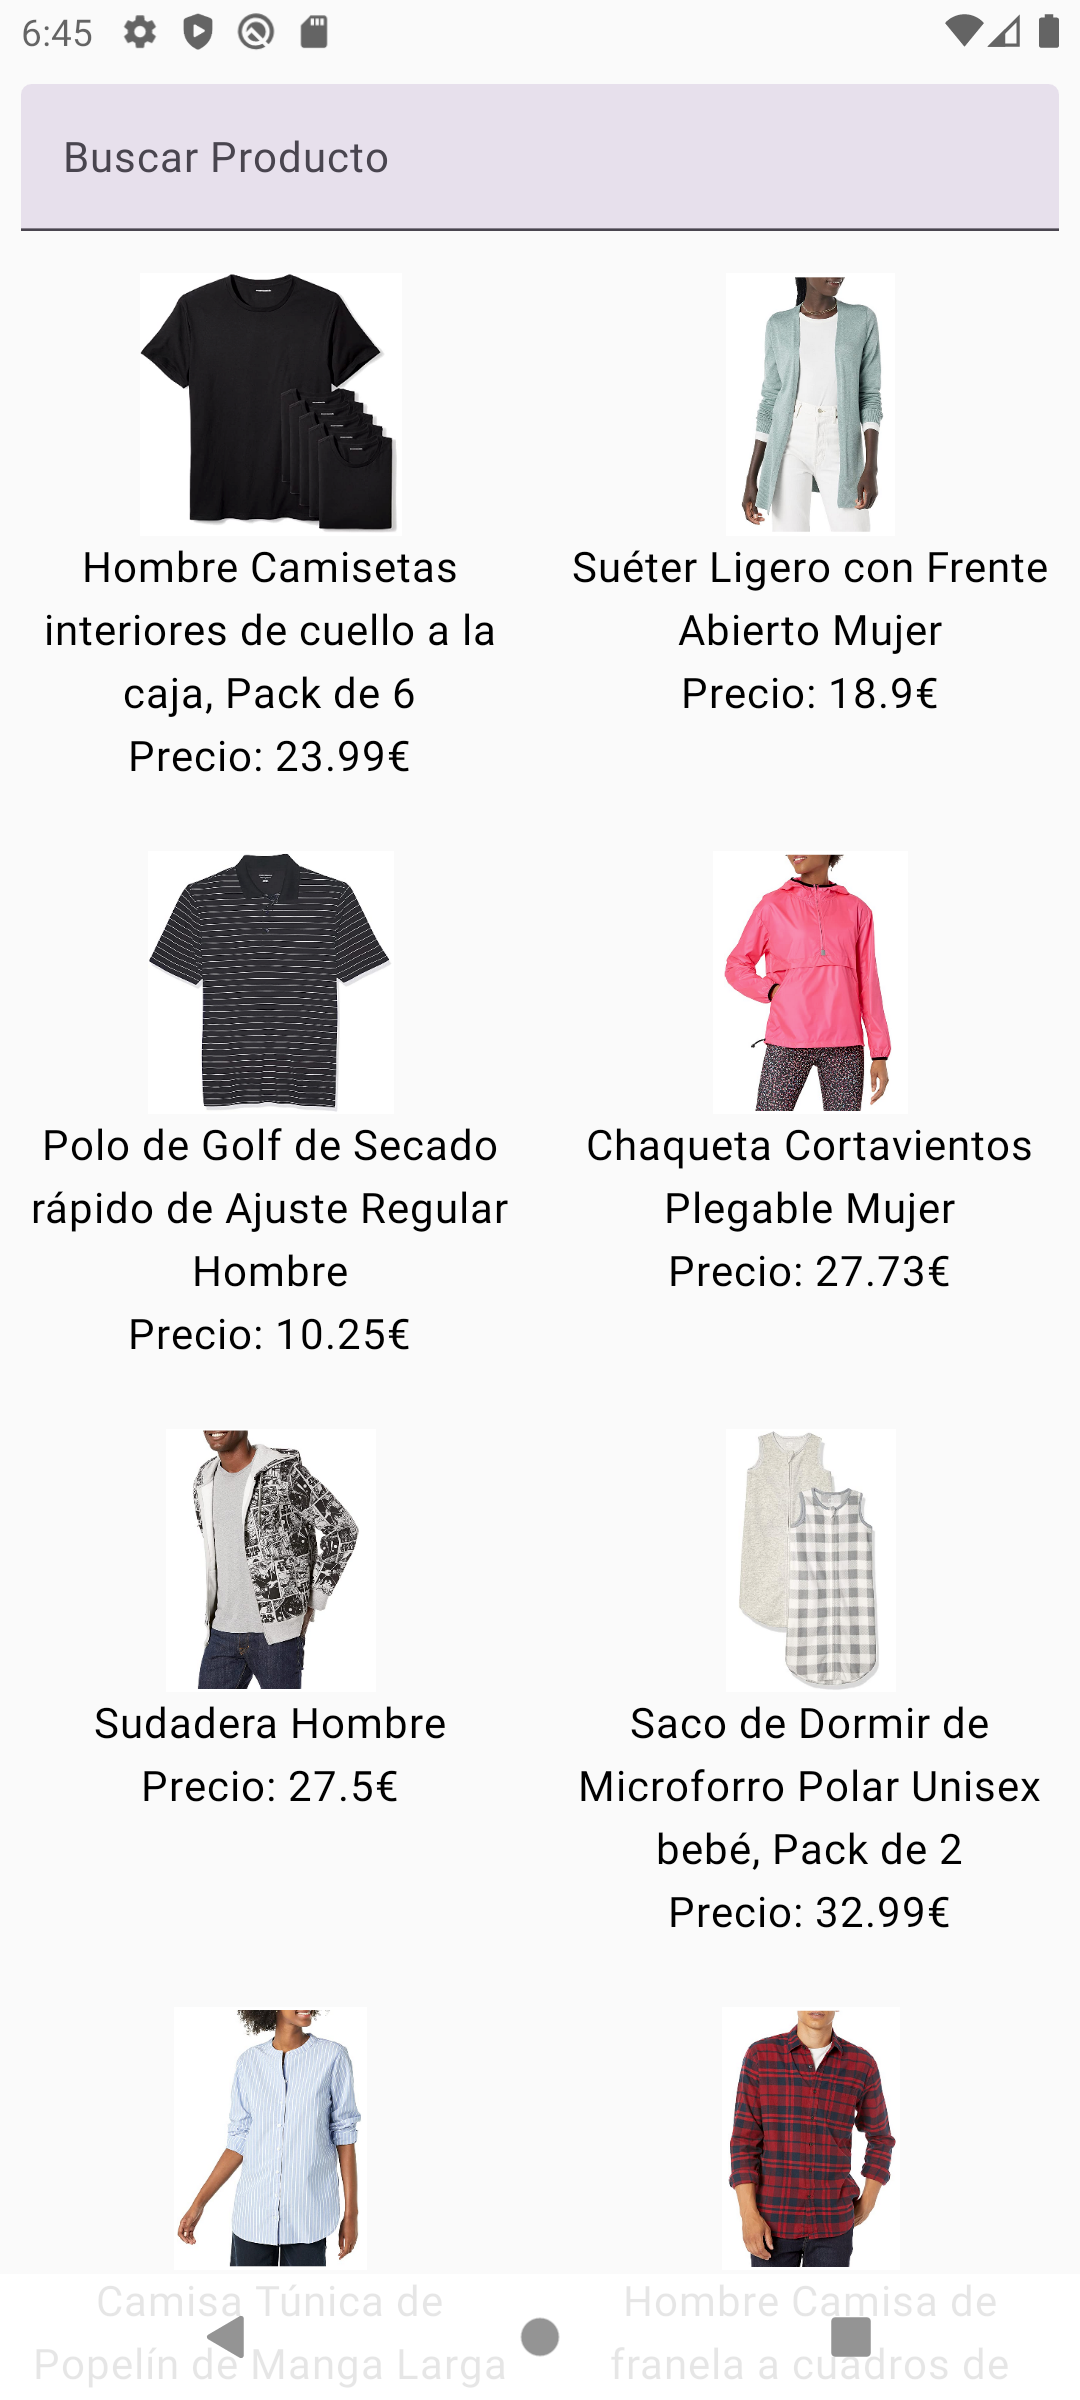 6:45
Buscar Producto
Hombre Camisetas
interiores de cuello a la
caja, Pack de 6
Precio: 23.99€
Suéter Ligero con Frente
Abierto Mujer
Precio: 18.9€
Polo de Golf de Secado
rápido de Ajuste Regular
Hombre
Precio: 10.25€
Chaqueta Cortavientos
Plegable Mujer
Precio: 27.73€
Sudadera Hombre
Precio: 27.5€
Saco de Dormir de
Microforro Polar Unisex
bebé, Pack de 2
Precio: 32.99€
Camisa Túnica de
Popelín de Manga Larga
Hombre Camisa de
franela a cuadros de